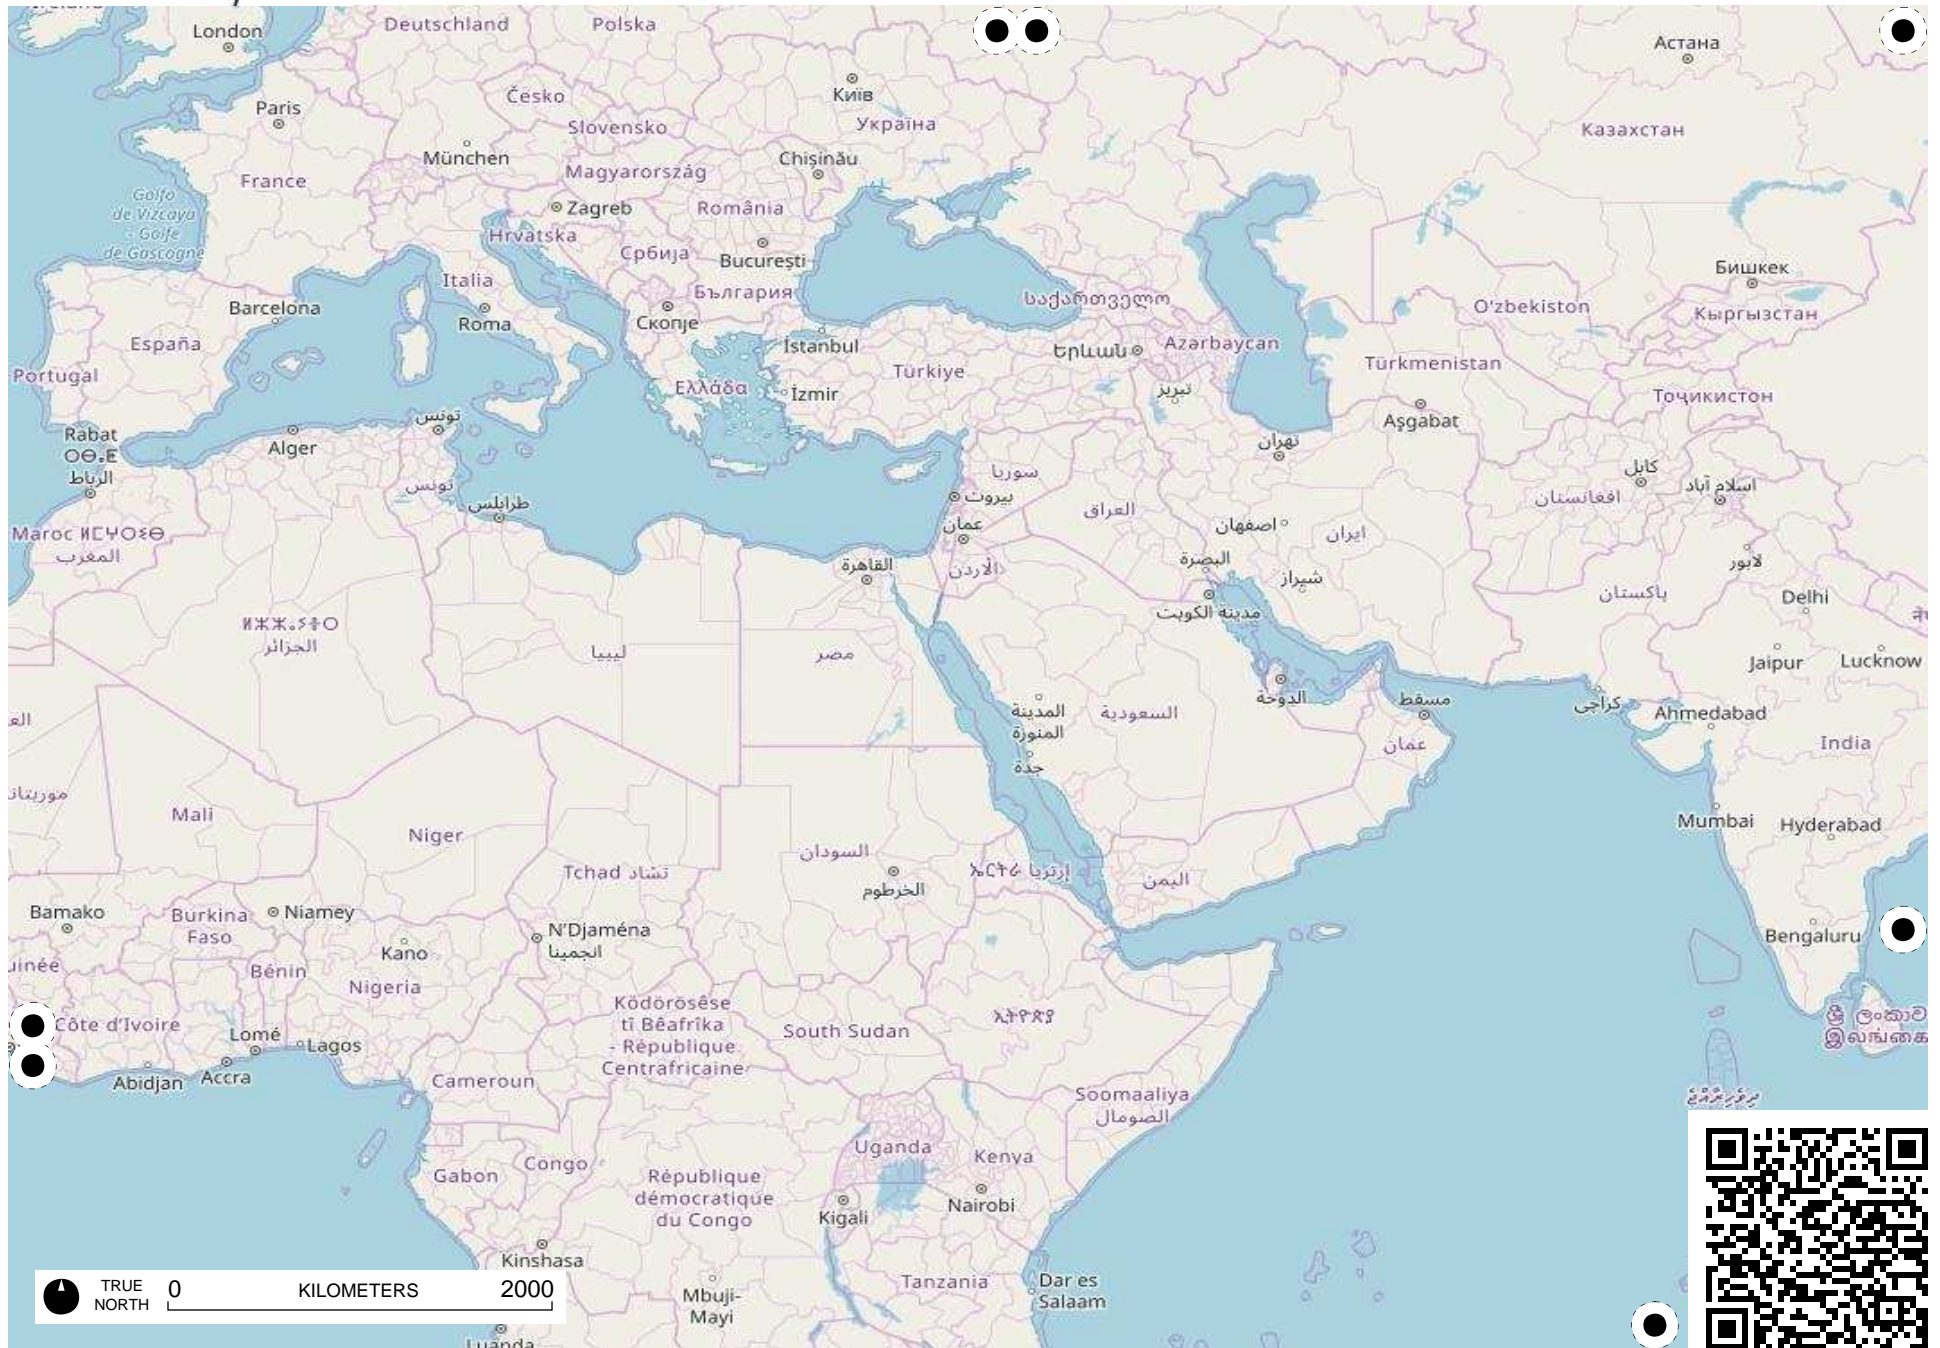 London
Deutschland
Polska
Астана
Paris
Česko
Київ
Україна
Slovensko
Казахстан
München
Chișinău
Magyarország
France
Golfo
de Vizcaya
- Golfe
de Gascogne
Zagreb
România
Hrvatska
Србија
București
Бишкек
Italia
България
საქართველო
O'zbekiston
Кыргызстан
Barcelona
Roma
Скопје
España
İstanbul
Երևան
Azərbaycan
Türkmenistan
Portugal
Türkiye
Ελλάδα
İzmir
تبریز
Тоҷикистон
Rabat
ⵔⴱⴰⵟ
الرباط
Alger
تونس
تهران
Aşgabat
تونس
سوريا
کابل
اسلام آباد
افغانستان
طرابلس
بيروت
العراق
Maroc ⵍⵎⵖⵔⵉⴱ
المغرب
عمان
اصفهان
ایران
القاهرة
الأردن
البصرة
شیراز
لاہور
مدينة الكويت
پاکستان
Delhi
ⵍⵣⵣⴰⵢⵔ
الجزائر
ليبيا
مصر
Jaipur
Lucknow
المدينة
المنورة
السعودية
الدوحة
مسقط
کراچی
Ahmedabad
عمان
India
جدة
Mali
Niger
Mumbai
Hyderabad
Tchad تشاد
السودان
الخرطوم
ኤርትራ إرتريا
اليمن
Bamako
Burkina
Faso
Niamey
N'Djaména
انجمينا
Kano
Bengaluru
Bénin
Nigeria
Côte d'Ivoire
Lomé
Lagos
Ködörösêse
tî Bêafrîka
- République
Centrafricaine
South Sudan
ኢትዮጵያ
ශ්‍රී ලංකාව
இலங்கை
Abidjan
Accra
Cameroun
Soomaaliya
الصومال
ދިވެހިރާއްޖެ
Uganda
Kenya
Gabon
Congo
République
démocratique
du Congo
Kigali
Nairobi
Kinshasa
Tanzania
Dar es
Salaam
Mbuji-
Mayi
TRUE
NORTH
0 KILOMETERS 2000
Luanda